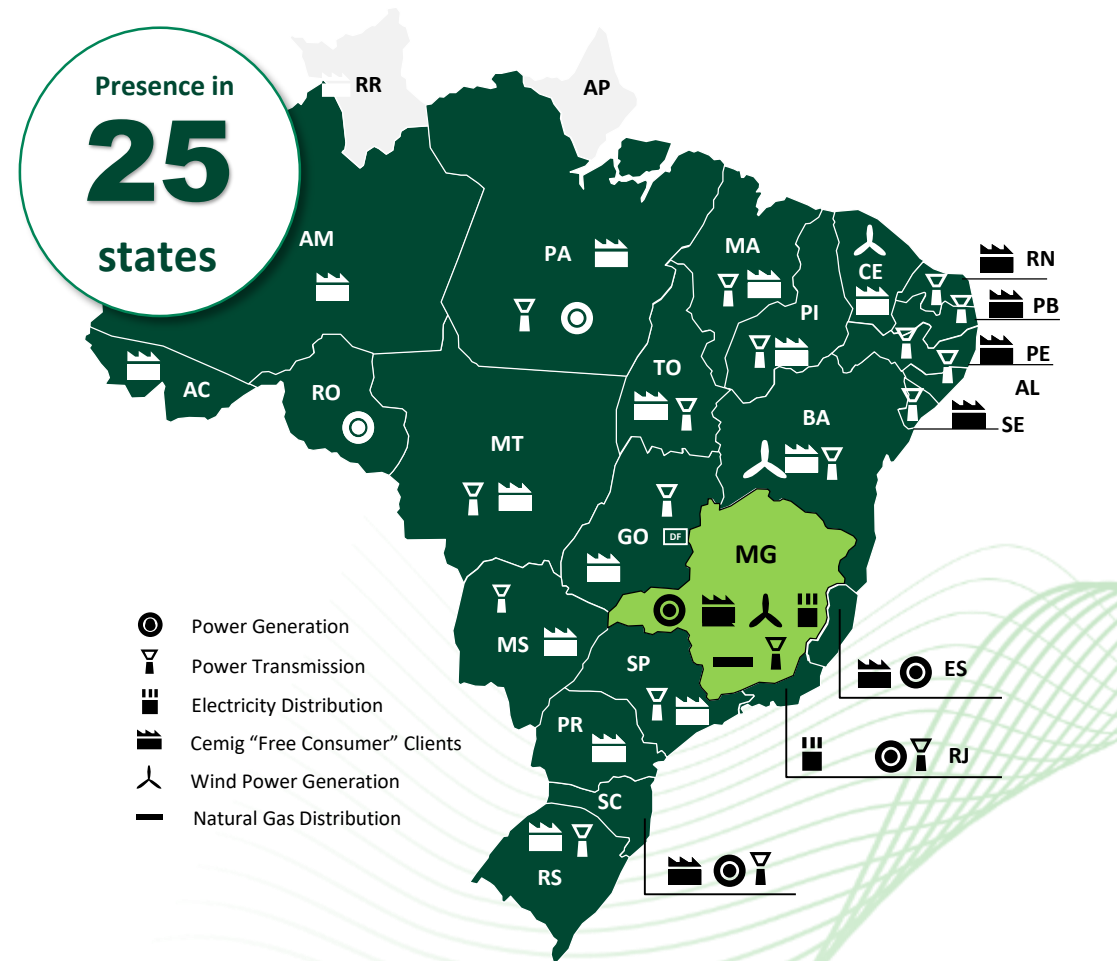 Presence in
25
states
RR
AP
AM
PA
MA
CE
RN
PI
PB
PE
AL
SE
AC
RO
TO
BA
MT
GO
DF
MG
MS
SP
ES
PR
RJ
SC
RS
Power Generation
Power Transmission
Electricity Distribution
Cemig “Free Consumer” Clients
Wind Power Generation
Natural Gas Distribution